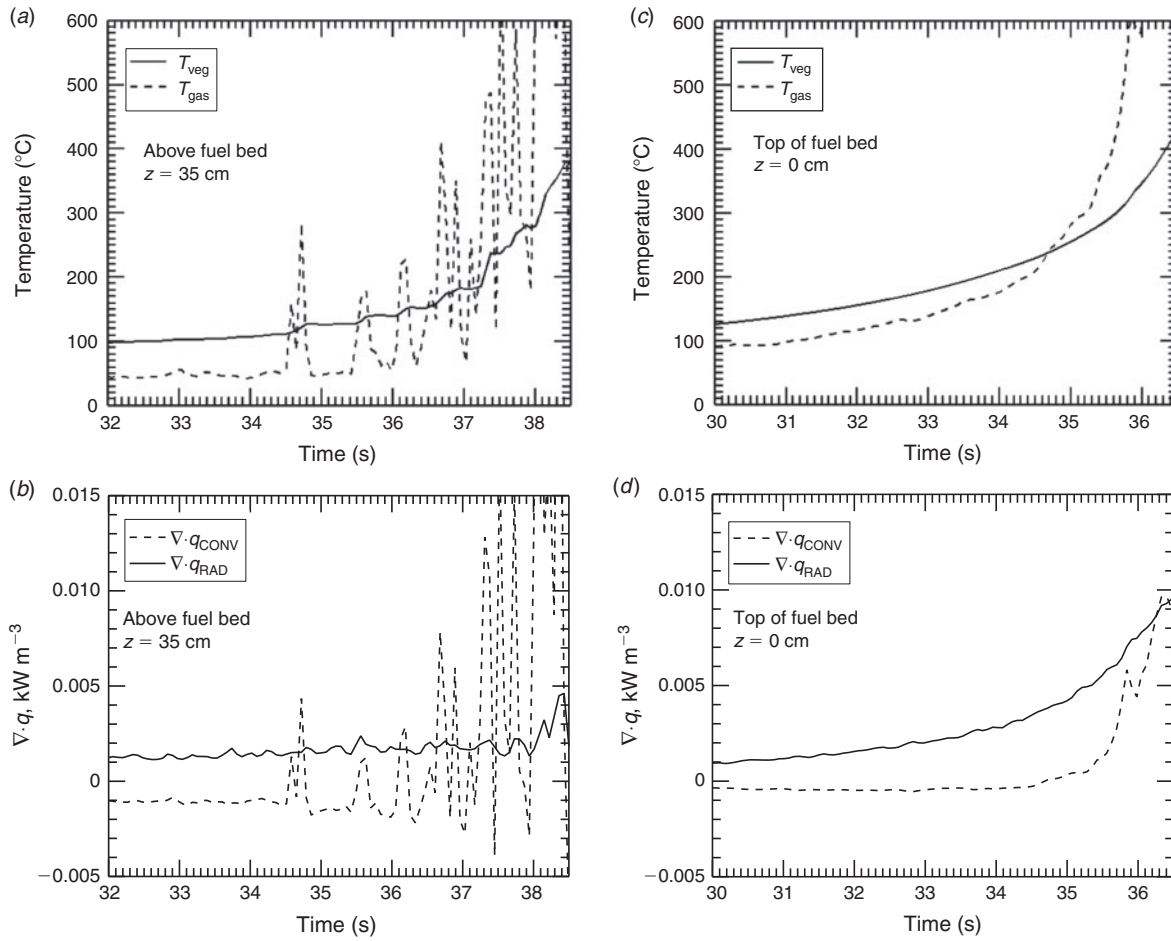 (a)
600
500
400
300
200
100
0
Temperature (°C)
T_veg
T_gas
Above fuel bed
z = 35 cm
32 33 34 35 36 37 38
Time (s)
(c)
600
500
400
300
200
100
0
Temperature (°C)
T_veg
T_gas
Top of fuel bed
z = 0 cm
30 31 32 33 34 35 36
Time (s)
(b)
0.015
0.010
0.005
0
−0.005
∇·q, kW m⁻³
∇·q_CONV
∇·q_RAD
Above fuel bed
z = 35 cm
32 33 34 35 36 37 38
Time (s)
(d)
0.015
0.010
0.005
0
−0.005
∇·q, kW m⁻³
∇·q_CONV
∇·q_RAD
Top of fuel bed
z = 0 cm
30 31 32 33 34 35 36
Time (s)